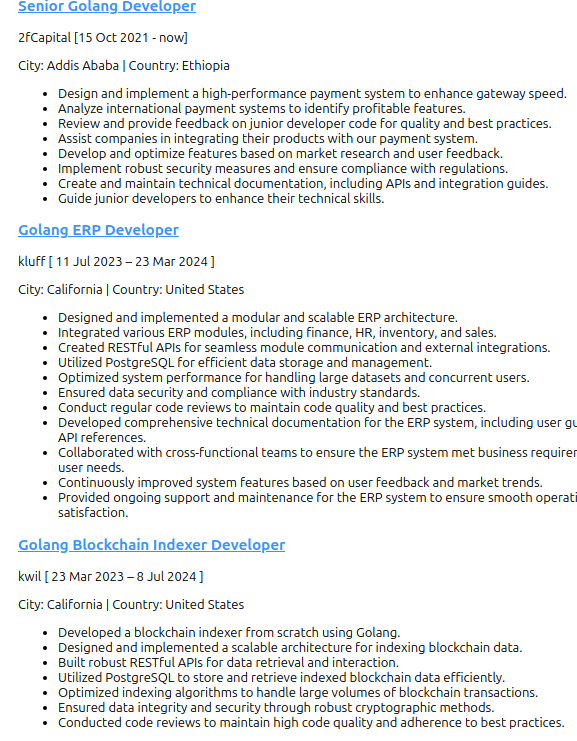 Senior Golang Developer
2fCapital [15 Oct 2021 - now]
City: Addis Ababa | Country: Ethiopia
• Design and implement a high-performance payment system to enhance gateway speed.
• Analyze international payment systems to identify profitable features.
• Review and provide feedback on junior developer code for quality and best practices.
• Assist companies in integrating their products with our payment system.
• Develop and optimize features based on market research and user feedback.
• Implement robust security measures and ensure compliance with regulations.
• Create and maintain technical documentation, including APIs and integration guides.
• Guide junior developers to enhance their technical skills.
Golang ERP Developer
kluff [ 11 Jul 2023 – 23 Mar 2024 ]
City: California | Country: United States
• Designed and implemented a modular and scalable ERP architecture.
• Integrated various ERP modules, including finance, HR, inventory, and sales.
• Created RESTful APIs for seamless module communication and external integrations.
• Utilized PostgreSQL for efficient data storage and management.
• Optimized system performance for handling large datasets and concurrent users.
• Ensured data security and compliance with industry standards.
• Conduct regular code reviews to maintain code quality and best practices.
• Developed comprehensive technical documentation for the ERP system, including user
API references.
• Collaborated with cross-functional teams to ensure the ERP system met business
user needs.
• Continuously improved system features based on user feedback and market trends.
• Provided ongoing support and maintenance for the ERP system to ensure smooth
satisfaction.
Golang Blockchain Indexer Developer
kwil [ 23 Mar 2023 – 8 Jul 2024 ]
City: California | Country: United States
• Developed a blockchain indexer from scratch using Golang.
• Designed and implemented a scalable architecture for indexing blockchain data.
• Built robust RESTful APIs for data retrieval and interaction.
• Utilized PostgreSQL to store and retrieve indexed blockchain data efficiently.
• Optimized indexing algorithms to handle large volumes of blockchain transactions.
• Ensured data integrity and security through robust cryptographic methods.
• Conducted code reviews to maintain high code quality and adherence to best practices.